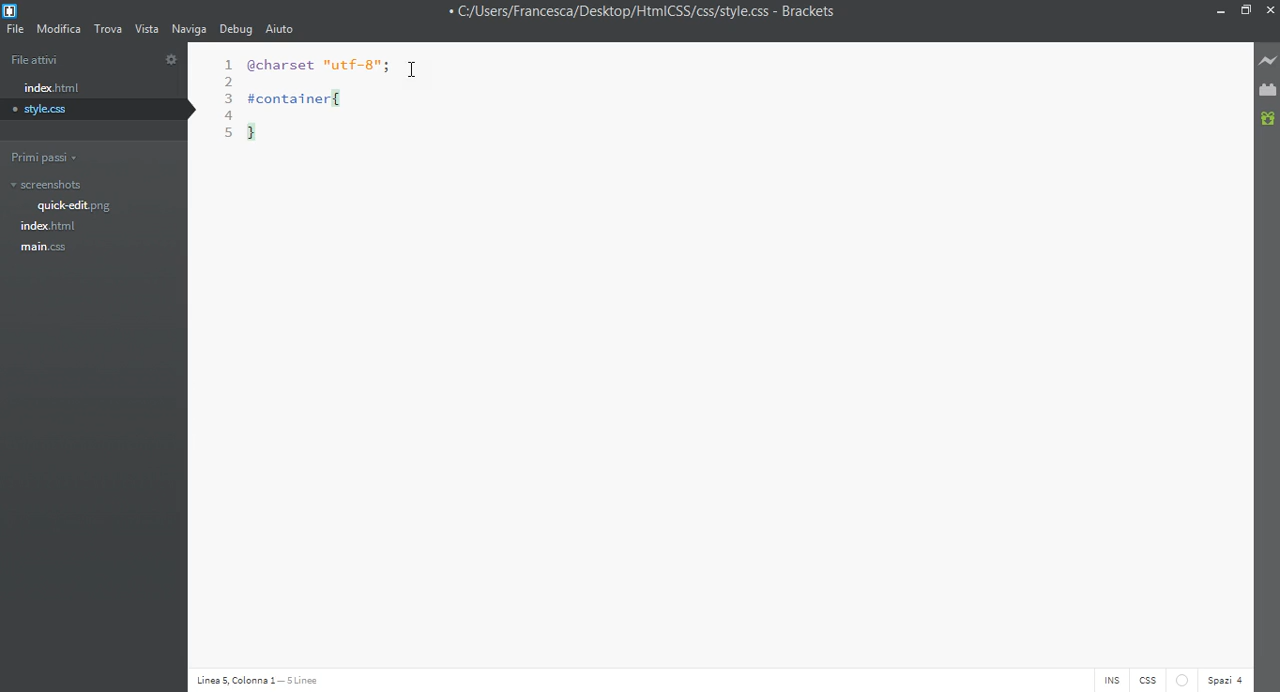 • C:/Users/Francesca/Desktop/HtmlCSS/css/style.css - Brackets
File Modifica Trova Vista Naviga Debug Aiuto
File attivi
index.html
• style.css
Primi passi
screenshots
quick-edit.png
index.html
main.css
1 @charset "utf-8";
2
3 #container{
4
5 }
Linea 5, Colonna 1 — 5 Linee
INS CSS Spazi 4